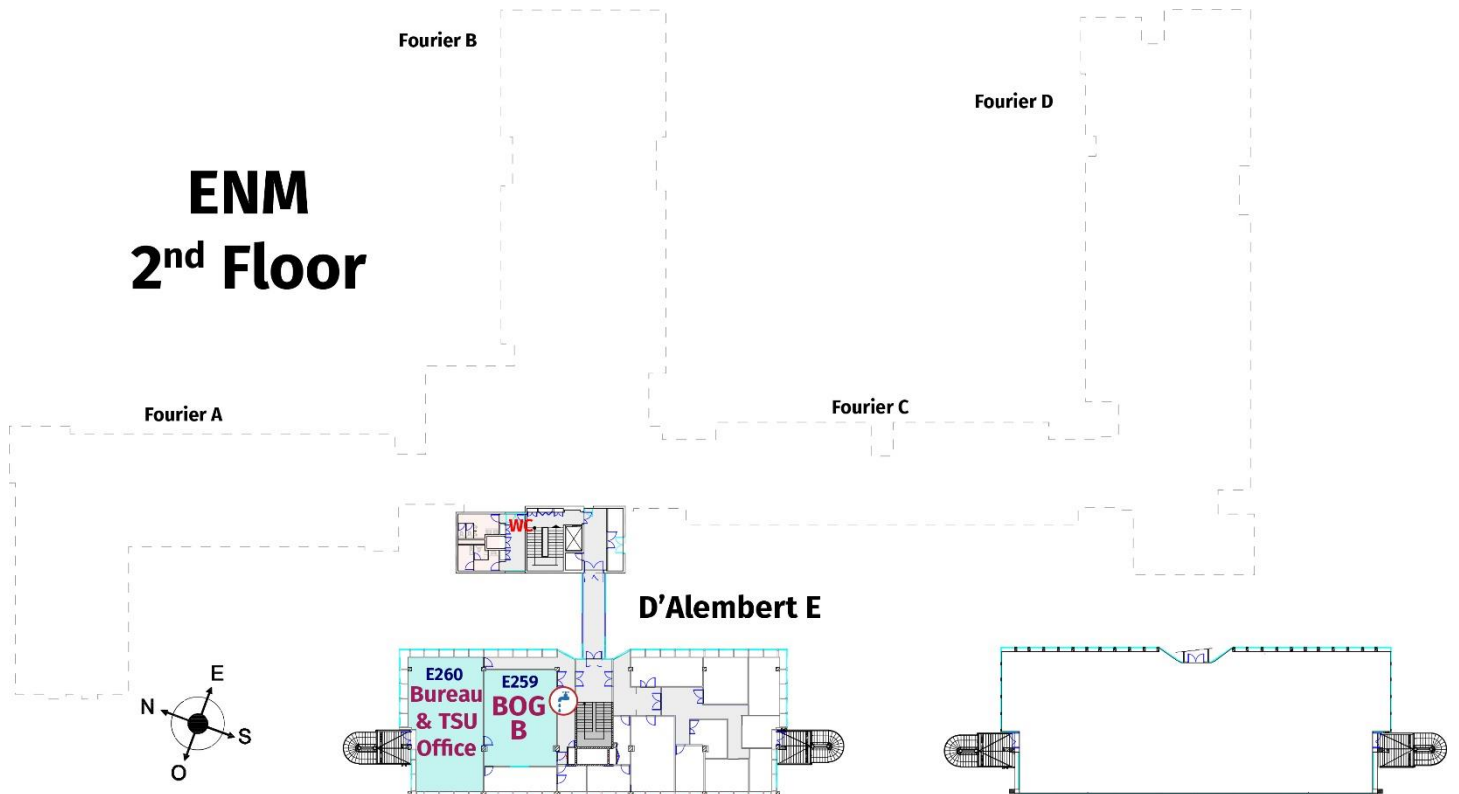 Fourier B
Fourier D
ENM
2nd Floor
Fourier A
Fourier C
WC
D'Alembert E
E
N
S
O
E260
Bureau
& TSU
Office
E259
BOG
B